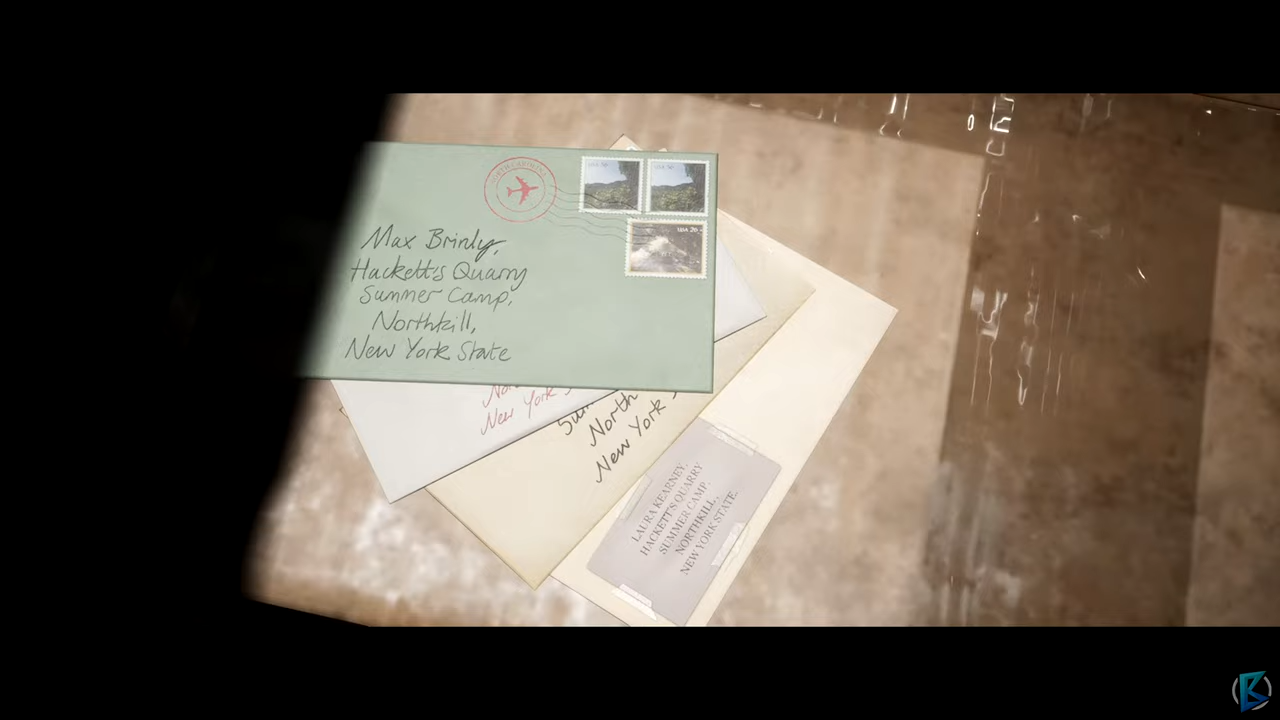 Max Brinly,
Hackett's Quarry
Summer Camp,
Northkill,
New York State
New York
North
New York
LAURA KEARNEY,
HACKETT'S QUARRY
SUMMER CAMP,
NORTHKILL,
NEW YORK STATE.